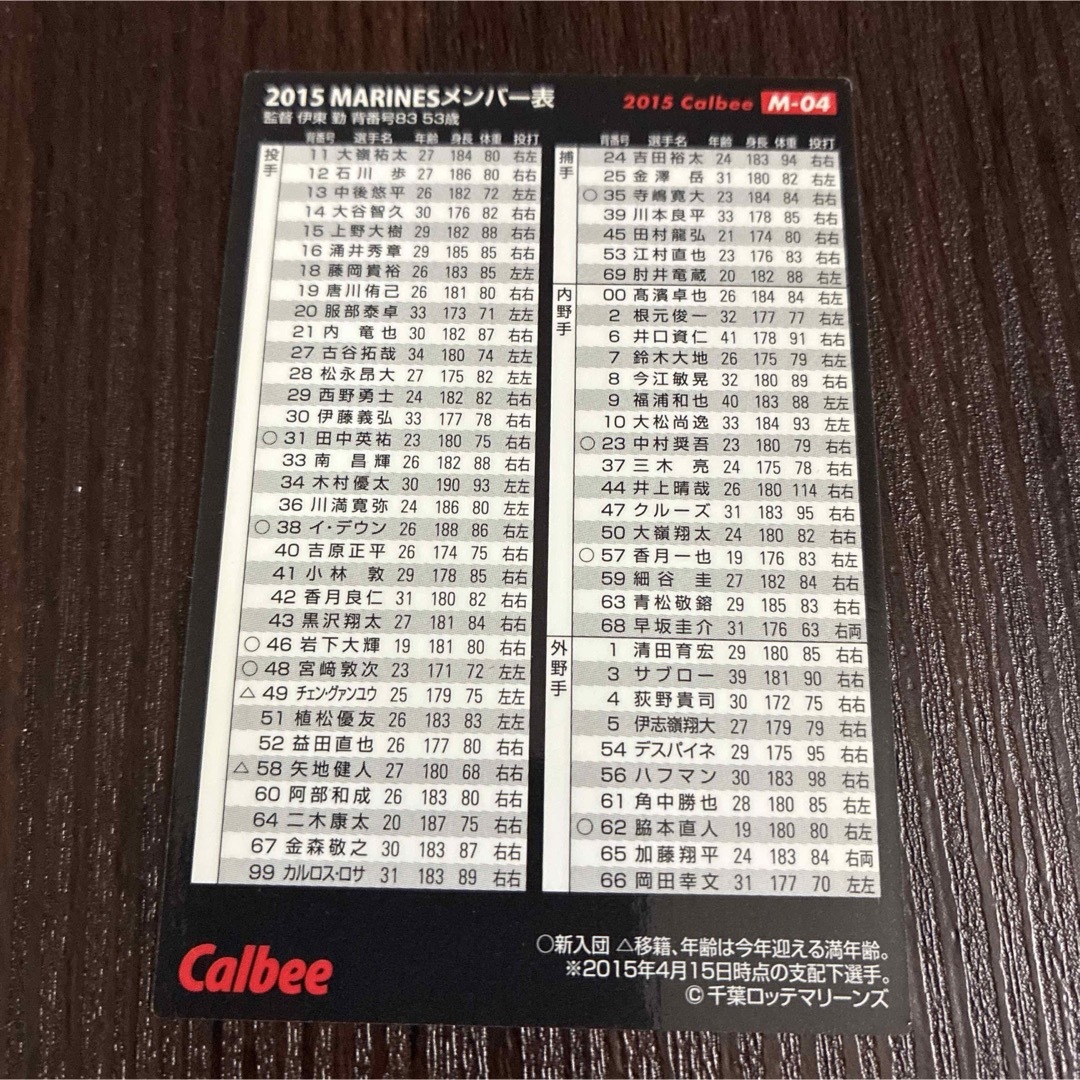 2015 MARINESメンバー表
監督 伊東 勤 背番号83 53歳
2015 Calbee M-04
背番号 選手名 年齢 身長 体重 投打
投手
11 大嶺祐太 27 184 80 右左
12 石川 歩 27 186 80 右右
13 中後悠平 26 182 72 左左
14 大谷智久 30 176 82 右右
15 上野大樹 29 182 88 右右
16 涌井秀章 29 185 85 右右
18 藤岡貴裕 26 183 85 左左
19 唐川侑己 26 181 80 右右
20 服部泰卓 33 173 71 左左
21 内 竜也 30 182 87 右右
27 古谷拓哉 34 180 74 左左
28 松永昂大 27 175 82 左左
29 西野勇士 24 182 82 右右
30 伊藤義弘 33 177 78 右右
○ 31 田中英祐 23 180 75 右右
33 南 昌輝 26 182 88 右右
34 木村優太 30 190 93 左左
36 川満寛弥 24 186 80 左左
○ 38 イ・デウン 26 188 86 右左
40 吉原正平 26 174 75 右右
41 小林 敦 29 178 85 右右
42 香月良仁 31 180 82 右右
43 黒沢翔太 27 181 84 右右
○ 46 岩下大輝 19 181 80 右右
○ 48 宮﨑敦次 23 171 72 左左
△ 49 チェン・グァンユウ 25 179 75 左左
51 植松優友 26 183 83 左左
52 益田直也 26 177 80 右右
△ 58 矢地健人 27 180 68 右右
60 阿部和成 26 183 80 右右
64 二木康太 20 187 75 右右
67 金森敬之 30 183 87 右右
99 カルロス・ロサ 31 183 89 右右
背番号 選手名 年齢 身長 体重 投打
捕手
24 吉田裕太 24 183 94 右右
25 金澤 岳 31 180 82 右左
○ 35 寺嶋寛大 23 184 84 右右
39 川本良平 33 178 85 右右
45 田村龍弘 21 174 80 右右
53 江村直也 23 176 83 右右
69 肘井竜蔵 20 182 88 右左
内野手
00 髙濱卓也 26 184 84 右左
2 根元俊一 32 177 77 右左
6 井口資仁 41 178 91 右右
7 鈴木大地 26 175 79 右左
8 今江敏晃 32 180 89 右右
9 福浦和也 40 183 88 左左
10 大松尚逸 33 184 93 左左
○ 23 中村奨吾 23 180 79 右右
37 三木 亮 24 175 78 右右
44 井上晴哉 26 180 114 右右
47 クルーズ 31 183 95 右右
50 大嶺翔太 24 180 82 右右
○ 57 香月一也 19 176 83 右左
59 細谷 圭 27 182 84 右右
63 青松敬鎔 29 185 83 右右
68 早坂圭介 31 176 63 右両
外野手
1 清田育宏 29 180 85 右右
3 サブロー 39 181 90 右右
4 荻野貴司 30 172 75 右右
5 伊志嶺翔大 27 179 79 右右
54 デスパイネ 29 175 95 右右
56 ハフマン 30 183 98 右右
61 角中勝也 28 180 85 右左
○ 62 脇本直人 19 180 80 右左
65 加藤翔平 24 183 84 右両
66 岡田幸文 31 177 70 左左
Calbee
○新入団 △移籍、年齢は今年迎える満年齢。
※2015年4月15日時点の支配下選手。
© 千葉ロッテマリーンズ